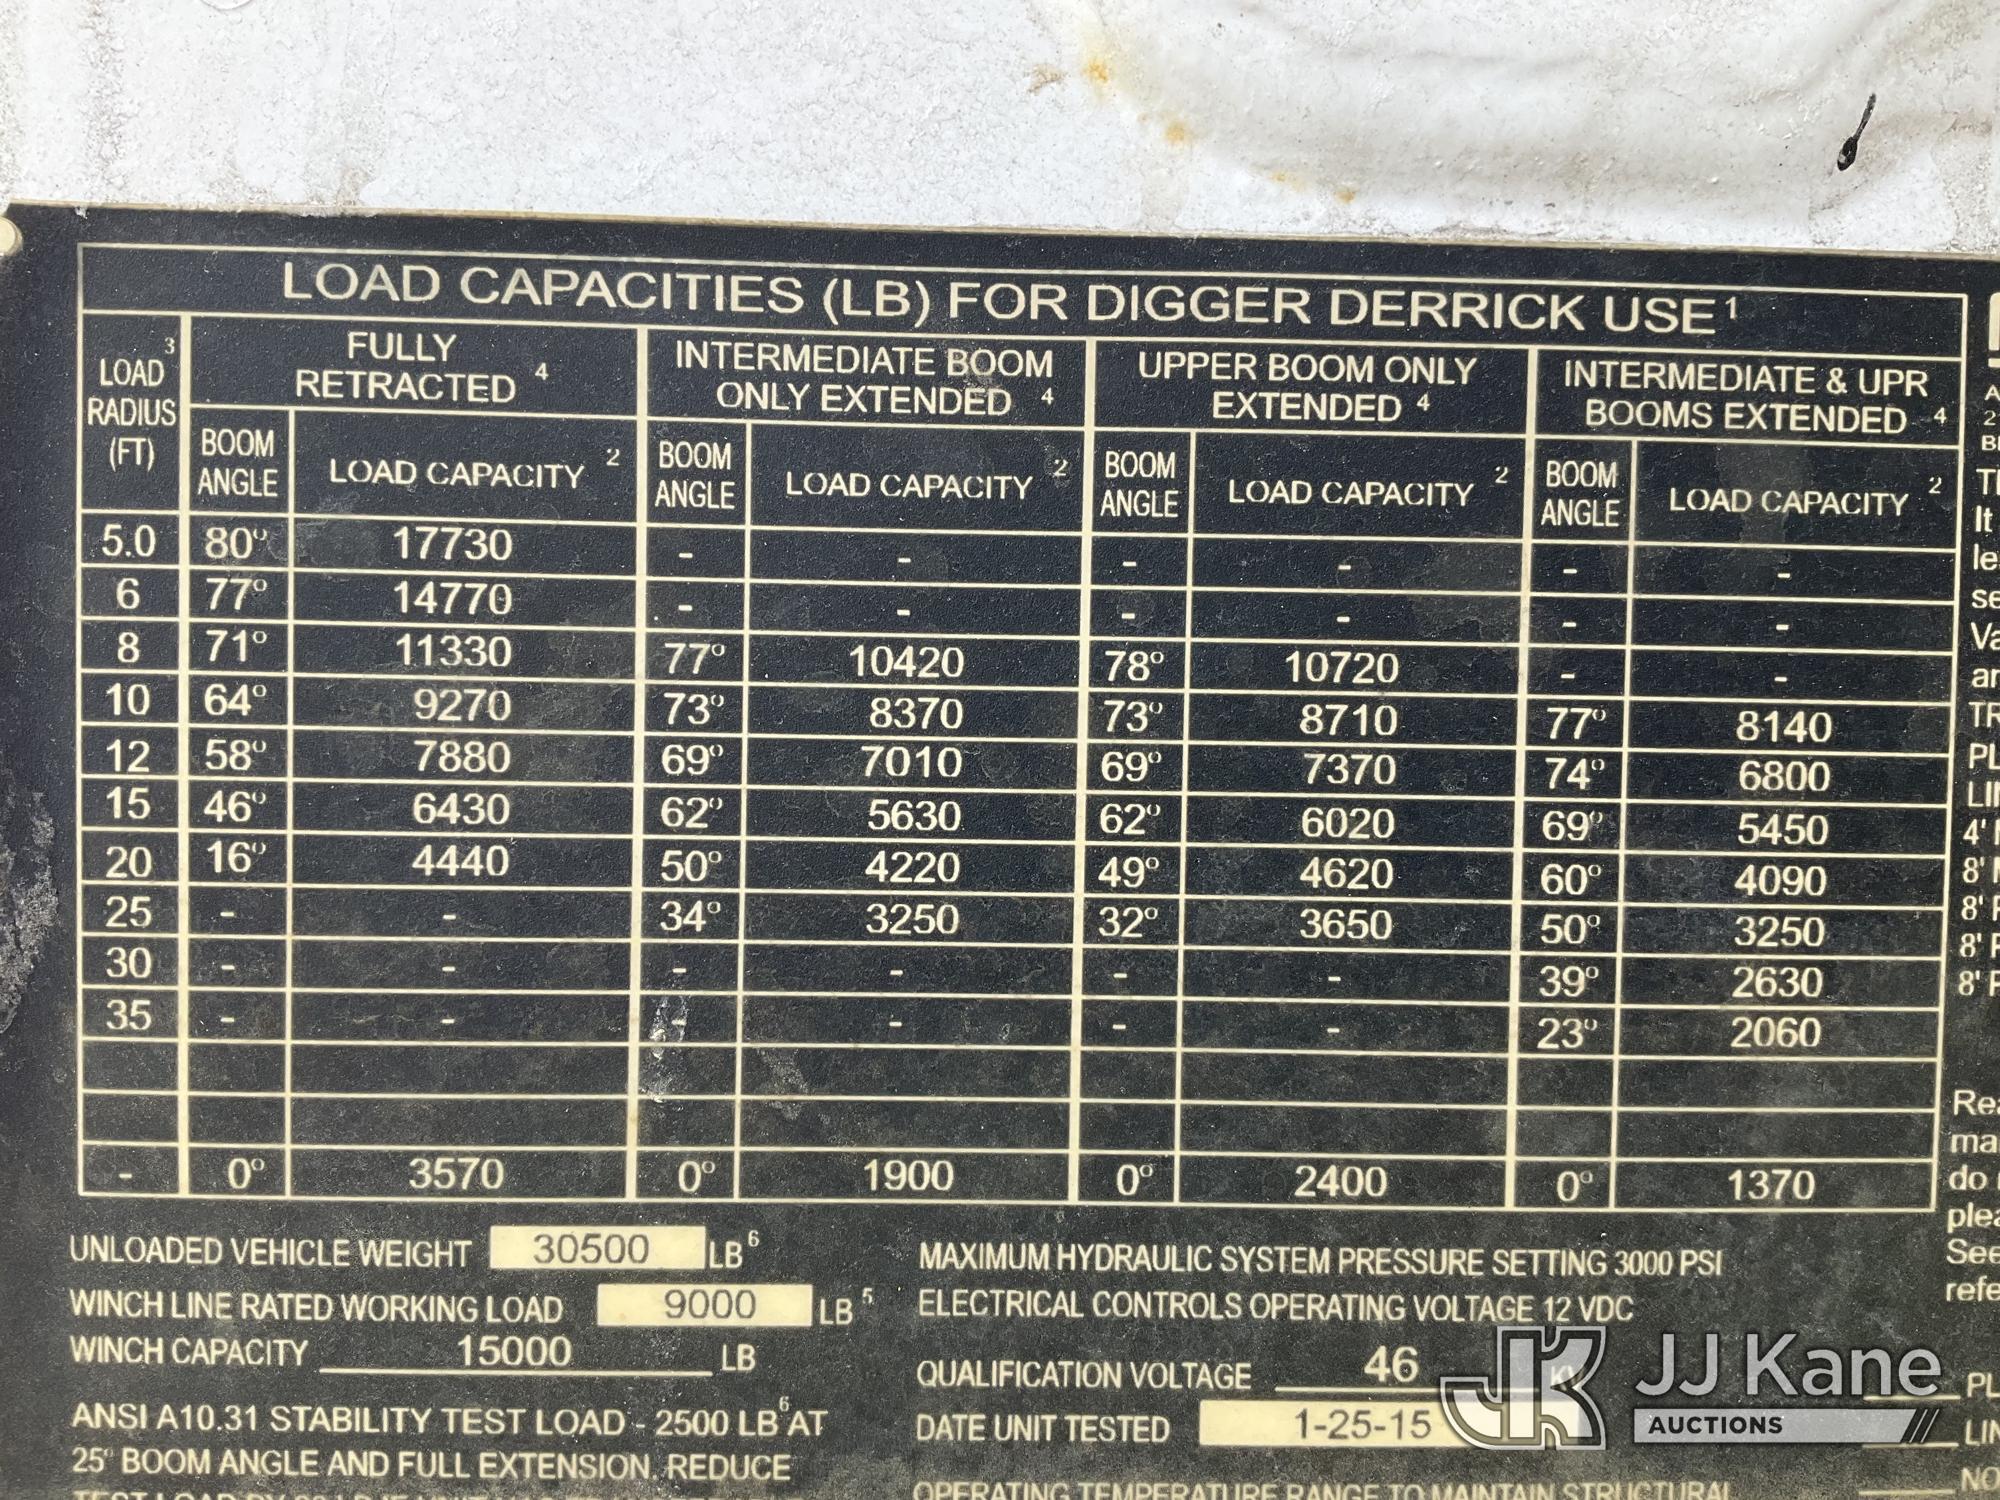 LOAD CAPACITIES (LB) FOR DIGGER DERRICK USE 1
LOAD RADIUS (FT) 3 | FULLY RETRACTED 4 | INTERMEDIATE BOOM ONLY EXTENDED 4 | UPPER BOOM ONLY EXTENDED 4 | INTERMEDIATE & UPR BOOMS EXTENDED 4
BOOM ANGLE | LOAD CAPACITY 2 | BOOM ANGLE | LOAD CAPACITY 2 | BOOM ANGLE | LOAD CAPACITY 2 | BOOM ANGLE | LOAD CAPACITY 2
5.0 | 80° | 17730 | - | - | - | - | - | -
6 | 77° | 14770 | - | - | - | - | - | -
8 | 71° | 11330 | 77° | 10420 | 78° | 10720 | - | -
10 | 64° | 9270 | 73° | 8370 | 73° | 8710 | 77° | 8140
12 | 58° | 7880 | 69° | 7010 | 69° | 7370 | 74° | 6800
15 | 46° | 6430 | 62° | 5630 | 62° | 6020 | 69° | 5450
20 | 16° | 4440 | 50° | 4220 | 49° | 4620 | 60° | 4090
25 | - | - | 34° | 3250 | 32° | 3650 | 50° | 3250
30 | - | - | - | - | - | - | 39° | 2630
35 | - | - | - | - | - | - | 23° | 2060
- | 0° | 3570 | 0° | 1900 | 0° | 2400 | 0° | 1370
UNLOADED VEHICLE WEIGHT 30500 LB 6
WINCH LINE RATED WORKING LOAD 9000 LB 5
WINCH CAPACITY 15000 LB
ANSI A10.31 STABILITY TEST LOAD - 2500 LB 6 AT
25° BOOM ANGLE AND FULL EXTENSION. REDUCE
MAXIMUM HYDRAULIC SYSTEM PRESSURE SETTING 3000 PSI
ELECTRICAL CONTROLS OPERATING VOLTAGE 12 VDC
QUALIFICATION VOLTAGE 46 KV
DATE UNIT TESTED 1-25-15
OPERATING TEMPERATURE RANGE TO MAINTAIN STRUCTURAL
JJ Kane
AUCTIONS